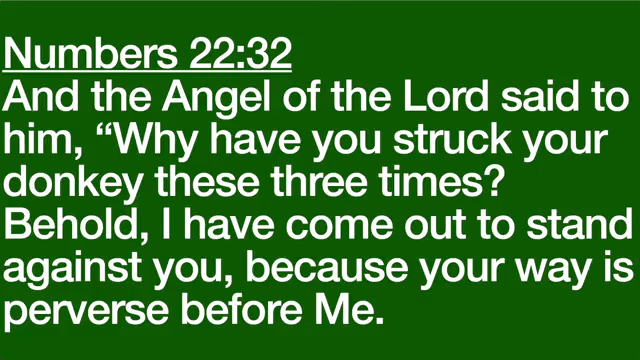 Numbers 22:32
And the Angel of the Lord said to
him, “Why have you struck your
donkey these three times?
Behold, I have come out to stand
against you, because your way is
perverse before Me.